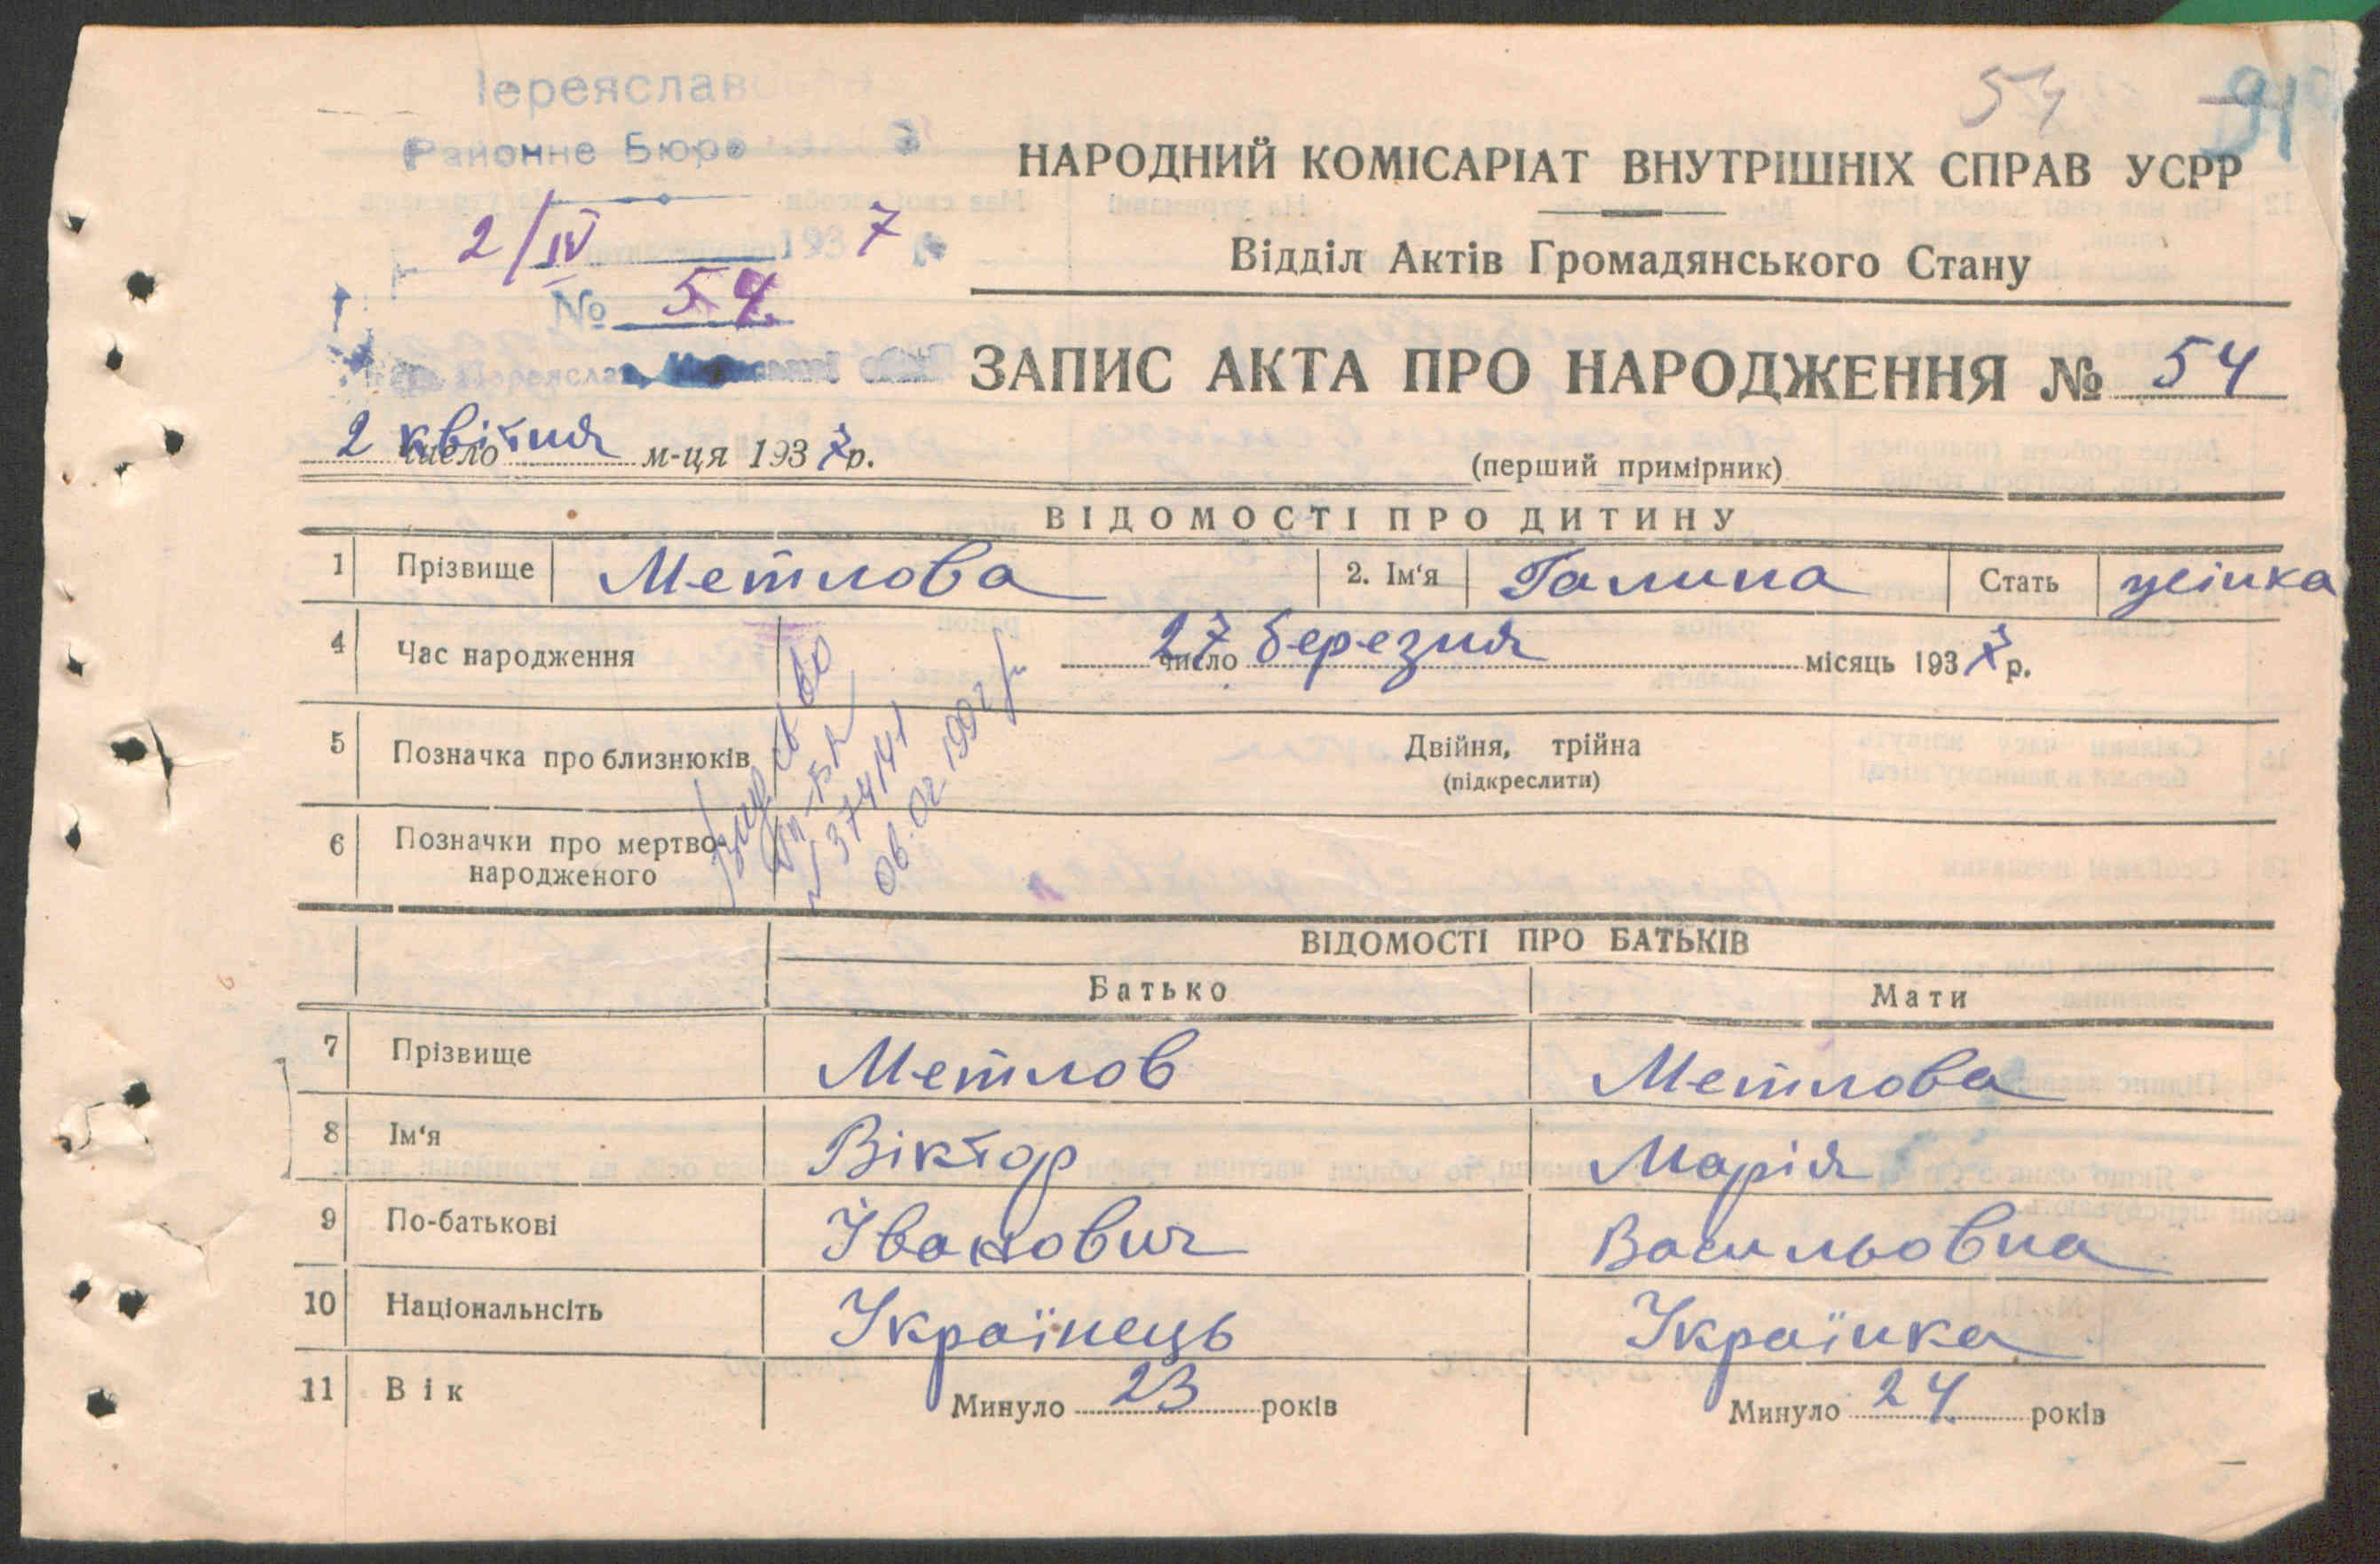 54 91
Районне Бюро
2/IV 1937
№ 54
НАРОДНИЙ КОМІСАРІАТ ВНУТРІШНІХ СПРАВ УСРР
Відділ Актів Громадянського Стану
ЗАПИС АКТА ПРО НАРОДЖЕННЯ № 54
2 число квітня м-ця 1937 р.
(перший примірник)
ВІДОМОСТІ ПРО ДИТИНУ
1 Прізвище Метлова 2. Ім'я Галина Стать жінка
4 Час народження 27 число березня місяць 1937 р.
5 Позначка про близнюків Двійня, трійна
(підкреслити)
6 Позначки про мертво-
народженого
374141
06.02.1992 р
ВІДОМОСТІ ПРО БАТЬКІВ
Батько Мати
7 Прізвище Метлов Метлова
8 Ім'я Віктор Марія
9 По-батькові Іванович Васильовна
10 Національнсіть Українець Українка
11 Вік Минуло 23 років Минуло 24 років